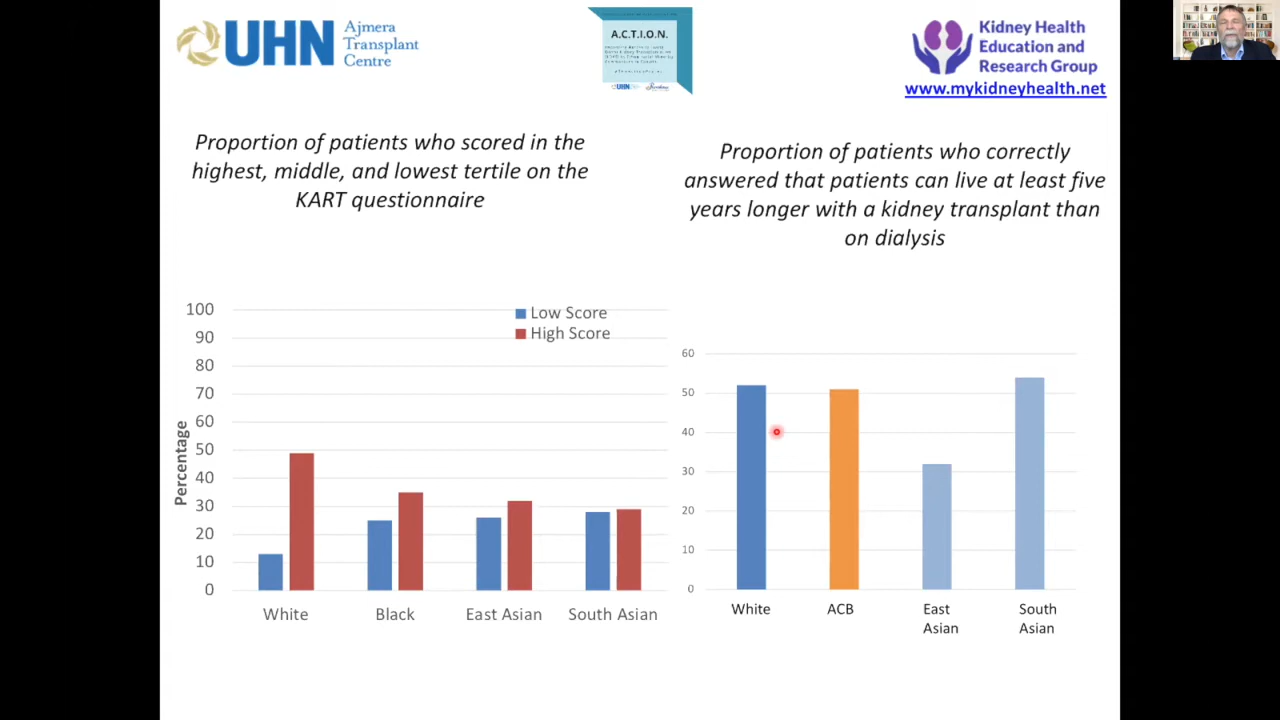 UHN
Ajmera
Transplant
Centre
A.C.T.I.O.N.
UHN
Kidney Health
Education and
Research Group
www.mykidneyhealth.net
Proportion of patients who scored in the
highest, middle, and lowest tertile on the
KART questionnaire
Proportion of patients who correctly
answered that patients can live at least five
years longer with a kidney transplant than
on dialysis
Low Score
High Score
100
90
80
70
60
50
40
30
20
10
0
Percentage
White
Black
East Asian
South Asian
60
50
40
30
20
10
0
White
ACB
East
Asian
South
Asian